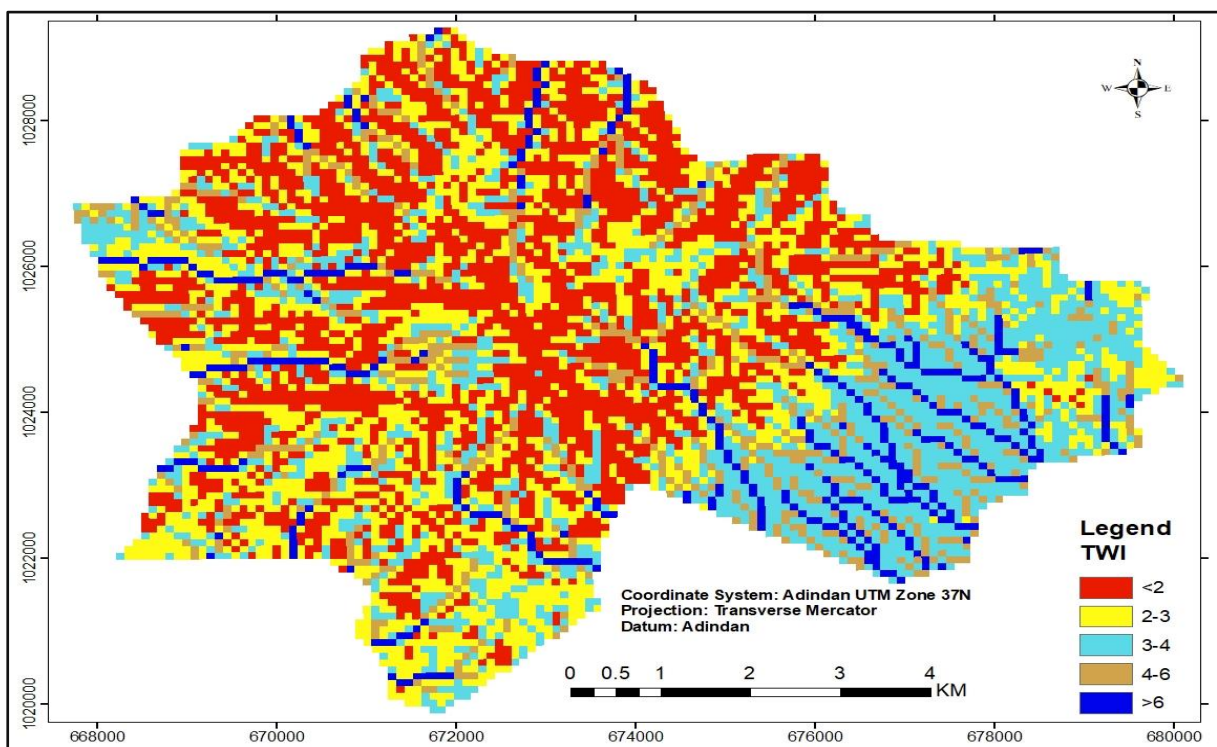 N
W E
S
1028000
1026000
1024000
1022000
1020000
Legend
TWI
<2
2-3
3-4
4-6
>6
Coordinate System: Adindan UTM Zone 37N
Projection: Transverse Mercator
Datum: Adindan
0 0.5 1 2 3 4
KM
668000 670000 672000 674000 676000 678000 680000